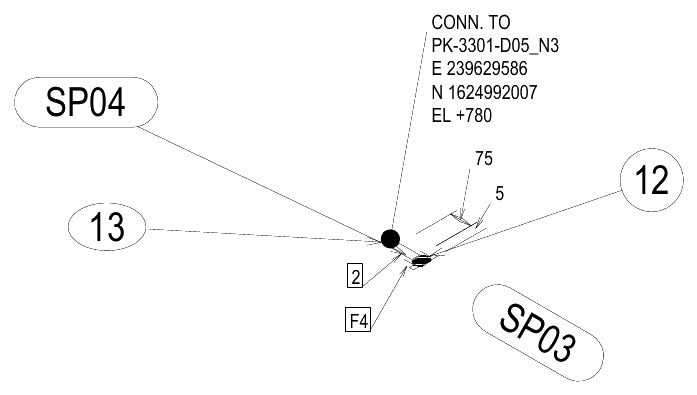 CONN. TO
PK-3301-D05_N3
E 239629586
N 1624992007
EL +780
SP04
75
5
12
13
2
F4
SP03